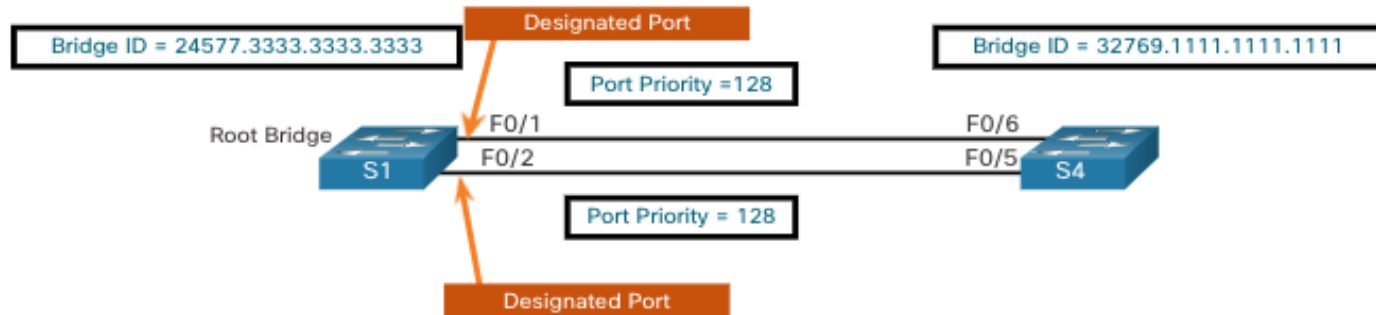 Designated Port
Bridge ID = 24577.3333.3333.3333
Bridge ID = 32769.1111.1111.1111
Port Priority =128
Root Bridge
F0/1
F0/6
S1
F0/2
F0/5
S4
Port Priority = 128
Designated Port